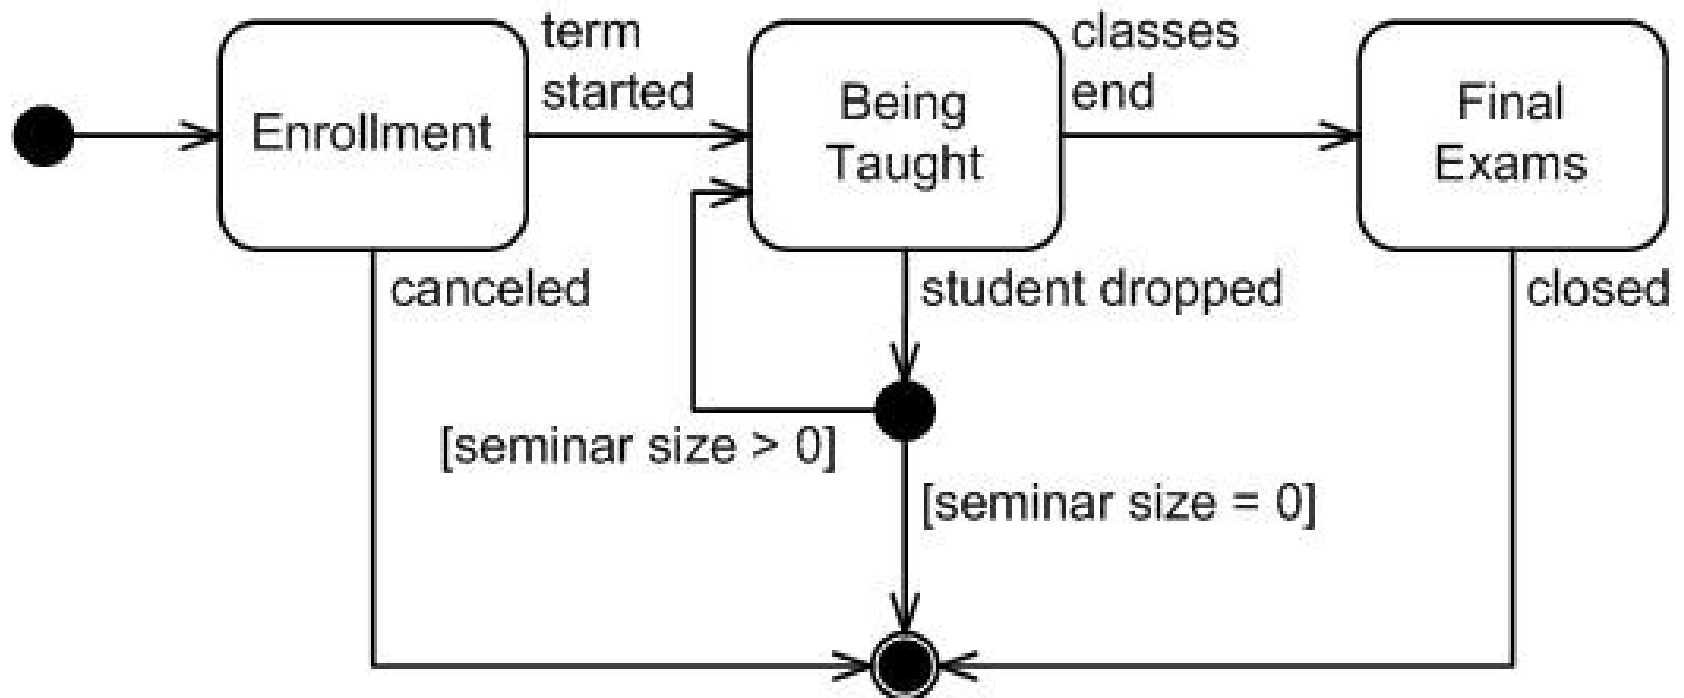 Enrollment
term
started
Being
Taught
classes
end
Final
Exams
canceled
student dropped
closed
[seminar size > 0]
[seminar size = 0]